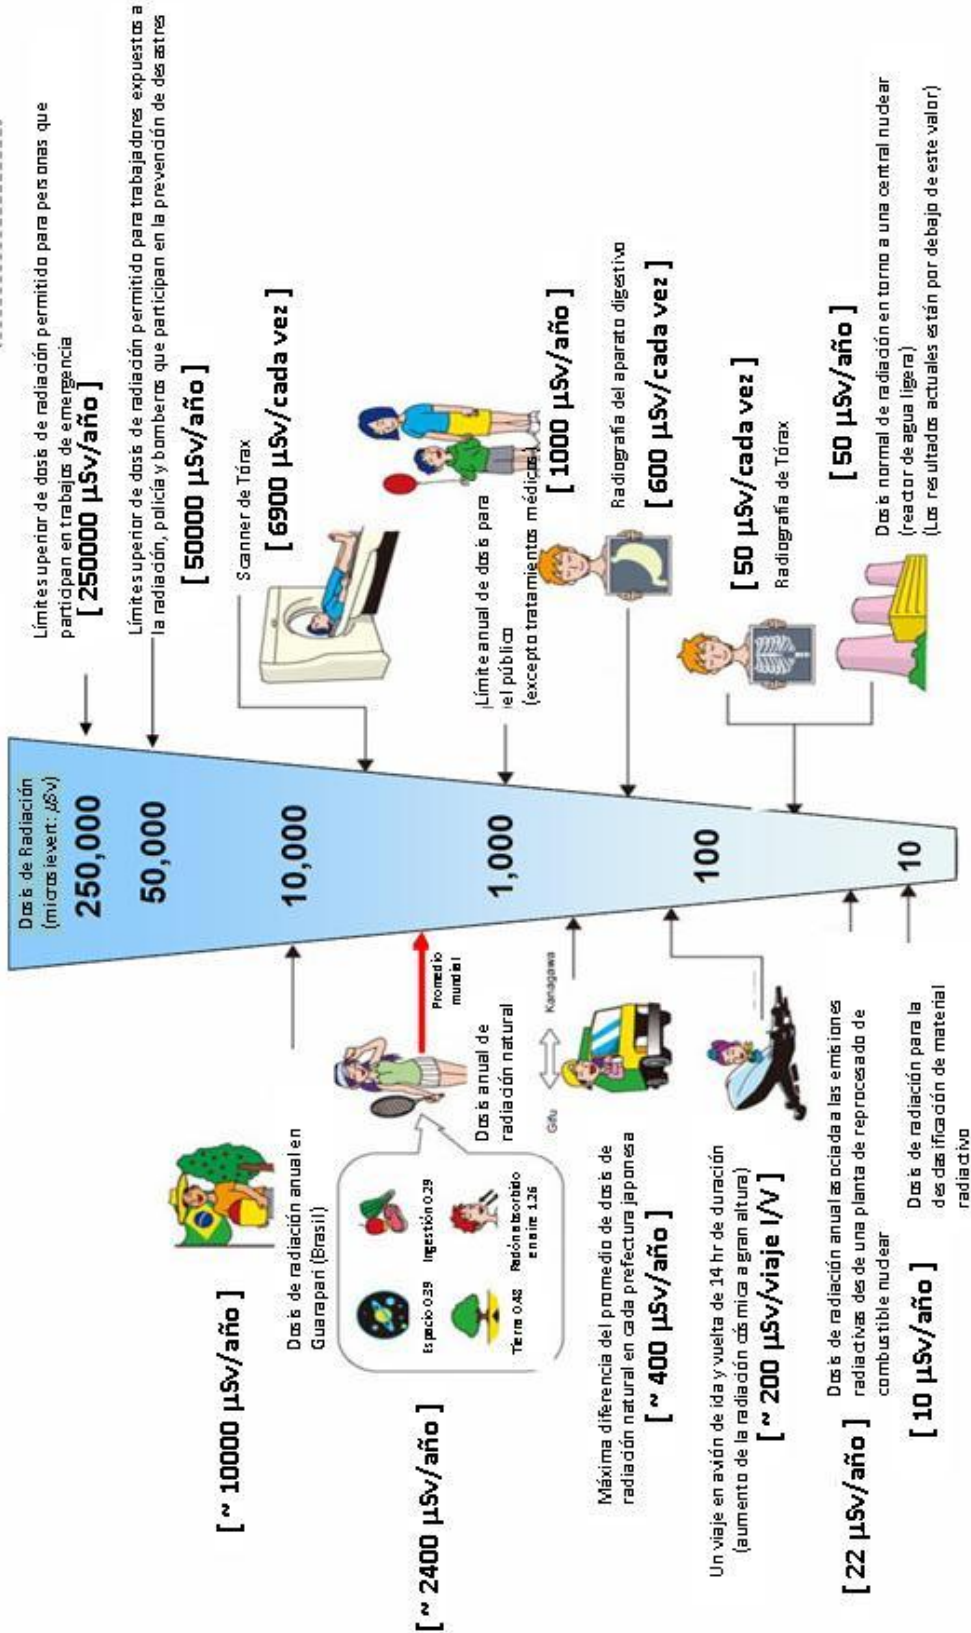 Dosis de Radiación
(microsievert: µSv)
250,000
50,000
10,000
1,000
100
10
Límite superior de dosis de radiación permitido para personas que
participan en trabajos de emergencia
[ 250000 µSv/año ]
Límite superior de dosis de radiación permitido para trabajadores expuestos a
la radiación, policía y bomberos que participan en la prevención de desastres
[ 50000 µSv/año ]
Scanner de Tórax
[ 6900 µSv/cada vez ]
Límite anual de dosis para
el público
(excepto tratamientos médicos)
[ 1000 µSv/año ]
Radiografía del aparato digestivo
[ 600 µSv/cada vez ]
[ 50 µSv/cada vez ]
Radiografía de Tórax
[ 50 µSv/año ]
Dosis normal de radiación en torno a una central nuclear
(reactor de agua ligera)
(Los resultados actuales están por debajo de este valor)
[ ~ 10000 µSv/año ]
Dosis de radiación anual en
Guarapari (Brasil)
Promedio
mundial
[ ~ 2400 µSv/año ]
Espacio 0.39
Ingestión 0.29
Tierra 0.48
Radón absorbido
en aire 1.26
Dosis anual de
radiación natural
Gifu
Kanagawa
Máxima diferencia del promedio de dosis de
radiación natural en cada prefectura japonesa
[ ~ 400 µSv/año ]
Un viaje en avión de ida y vuelta de 14 hr de duración
(aumento de la radiación cósmica a gran altura)
[ ~ 200 µSv/viaje I/V ]
[ 22 µSv/año ]
Dosis de radiación anual asociada a las emisiones
radiactivas desde una planta de reprocesado de
combustible nuclear
[ 10 µSv/año ]
Dosis de radiación para la
desclasificación de material
radiactivo